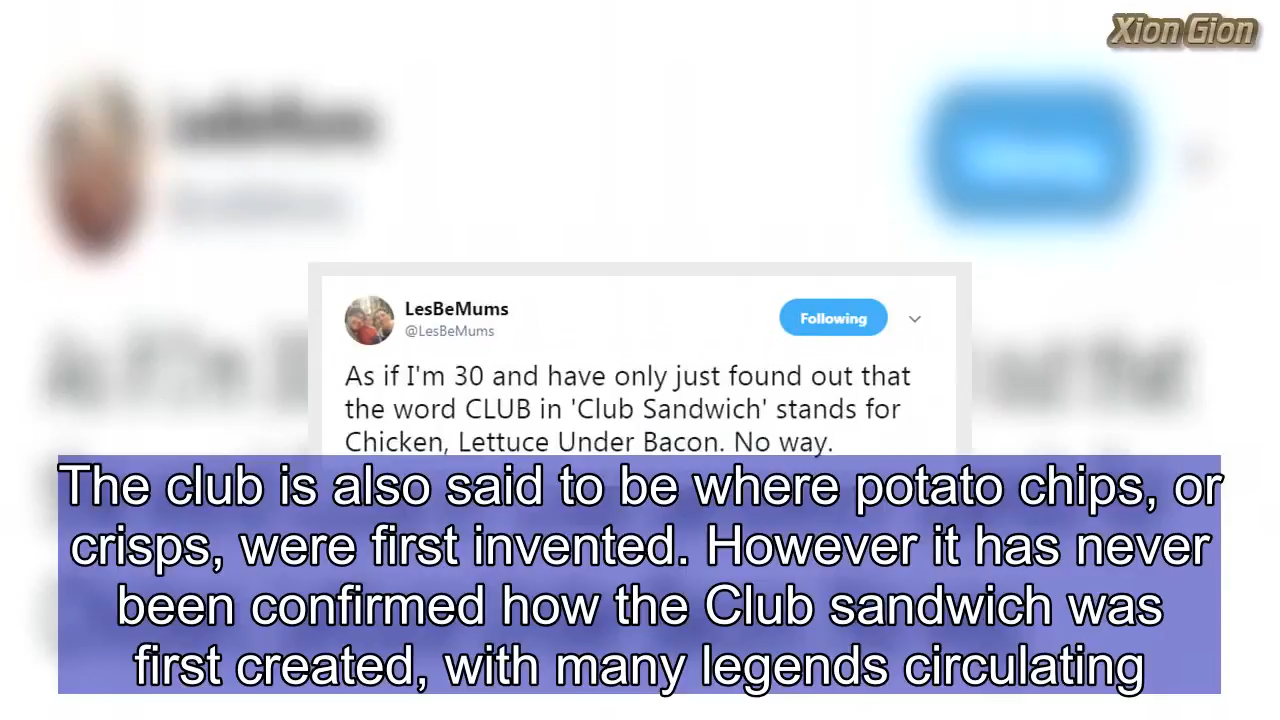 Xion Gion
LesBeMums
@LesBeMums
Following
As if I'm 30 and have only just found out that
the word CLUB in 'Club Sandwich' stands for
Chicken, Lettuce Under Bacon. No way.
The club is also said to be where potato chips, or
crisps, were first invented. However it has never
been confirmed how the Club sandwich was
first created, with many legends circulating